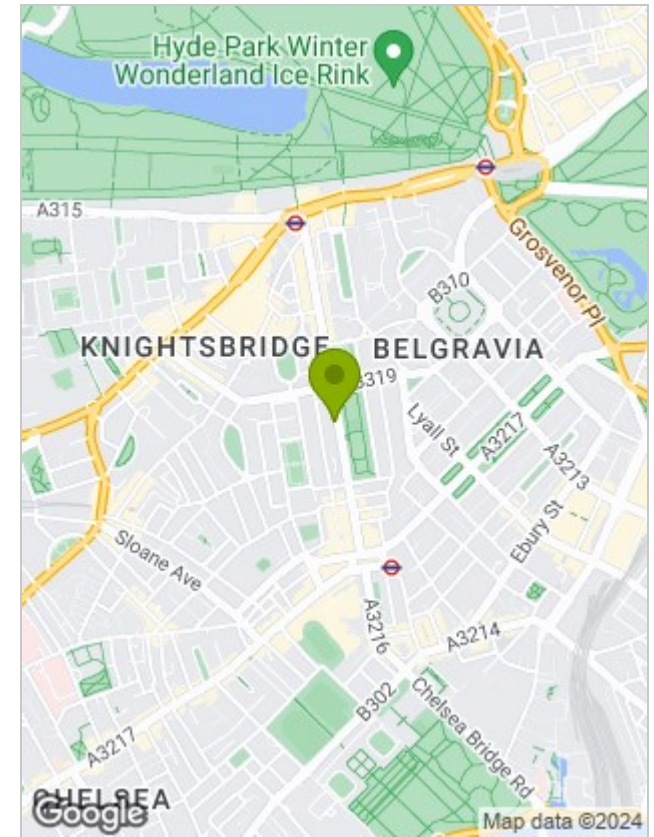 Hyde Park Winter
Wonderland Ice Rink
A315
Grosvenor Pl
B310
KNIGHTSBRIDGE
BELGRAVIA
B319
Lyall St
A3217
A3213
Ebury St
Sloane Ave
A3216
A3214
B302
Chelsea Bridge Rd
A3217
CHELSEA
Google
Map data ©2024